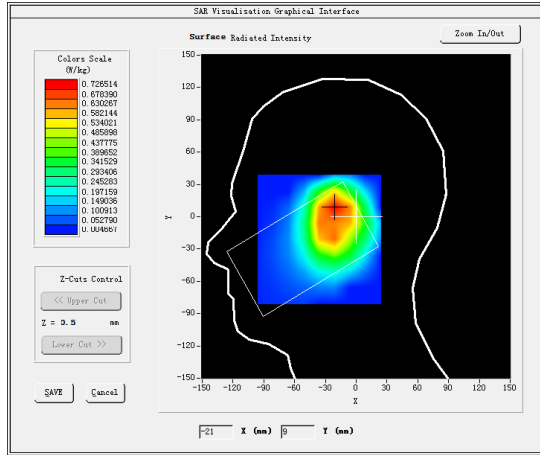 SAR Visualisation Graphical Interface
Surface Radiated Intensity
Zoom In/Out
Colors Scale
(W/kg)
0.726514
0.678390
0.630267
0.582144
0.534021
0.485898
0.437775
0.389652
0.341529
0.293406
0.245283
0.197159
0.149036
0.100913
0.052790
0.004667
Z-Cuts Control
<< Upper Cut
Z = 3.5 mm
Lower Cut >>
SAVE Cancel
150
120
90
60
30
0
-30
-60
-90
-120
-150
Y
-150 -120 -90 -60 -30 0 30 60 90 120 150
X
-21 X (mm) 9 Y (mm)